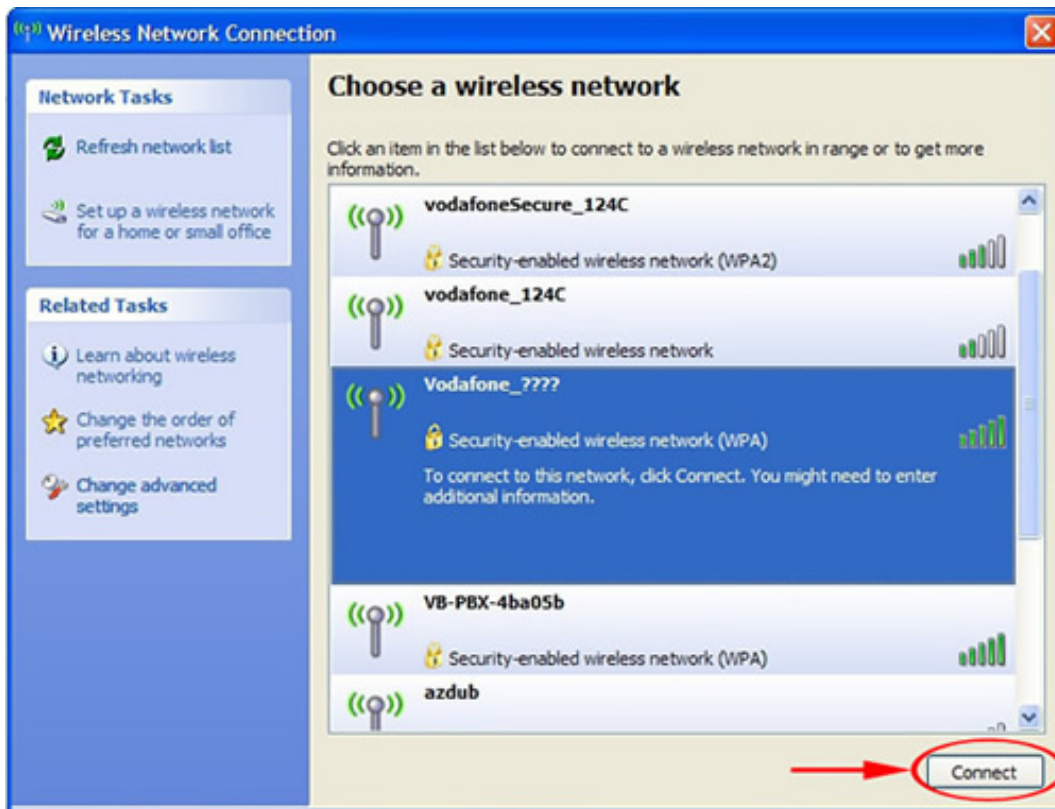 Wireless Network Connection
Network Tasks
Refresh network list
Set up a wireless network
for a home or small office
Related Tasks
Learn about wireless
networking
Change the order of
preferred networks
Change advanced
settings
Choose a wireless network
Click an item in the list below to connect to a wireless network in range or to get more
information.
vodafoneSecure_124C
Security-enabled wireless network (WPA2)
vodafone_124C
Security-enabled wireless network
Vodafone_????
Security-enabled wireless network (WPA)
To connect to this network, click Connect. You might need to enter
additional information.
VB-PBX-4ba05b
Security-enabled wireless network (WPA)
azdub
Connect